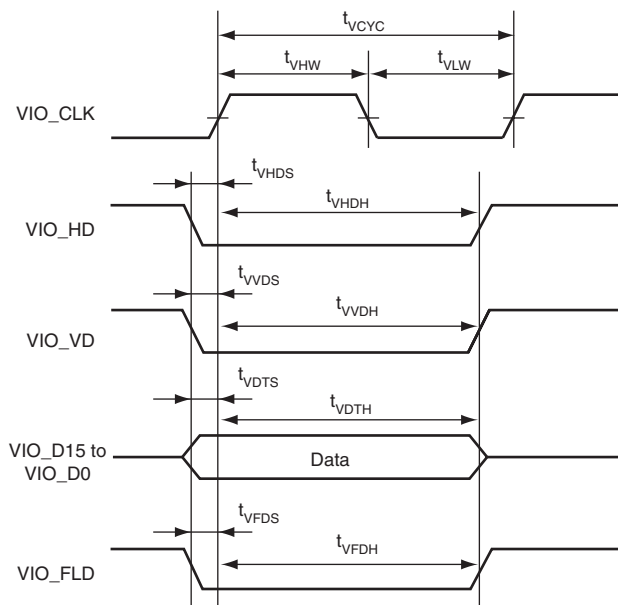 tVCYC
tVHW
tVLW
VIO_CLK
tVHDS
tVHDH
VIO_HD
tVVDS
tVVDH
VIO_VD
tVDTS
tVDTH
VIO_D15 to
VIO_D0
Data
tVFDS
tVFDH
VIO_FLD